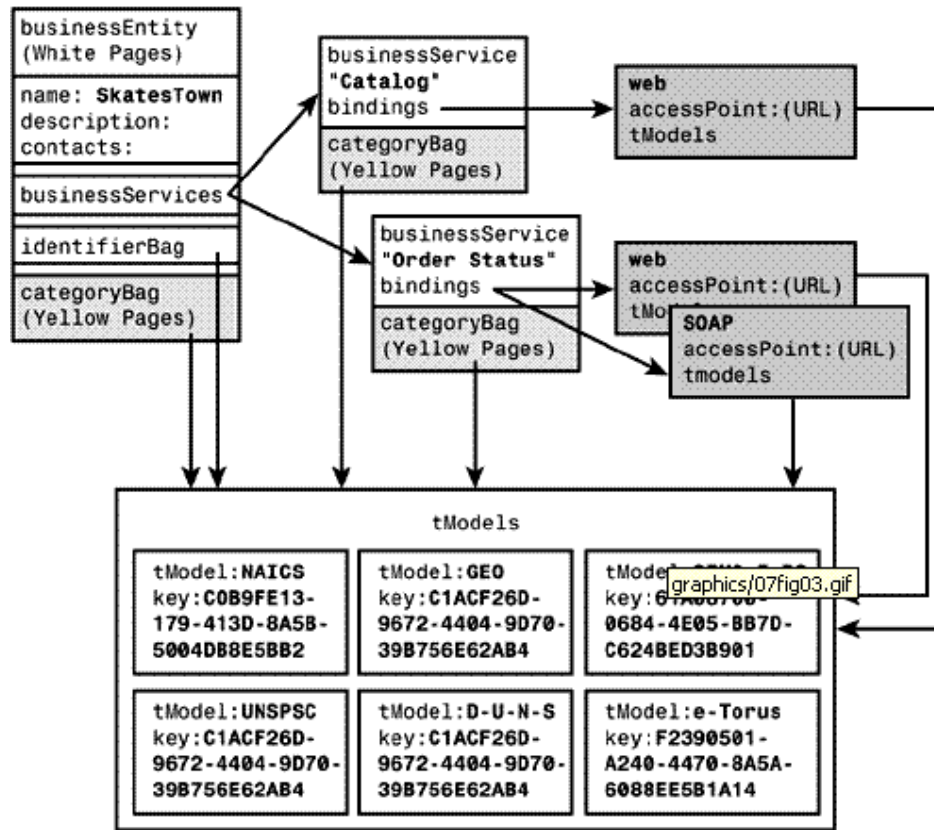 businessEntity
(White Pages)
name: SkatesTown
description:
contacts:
businessServices
identifierBag
categoryBag
(Yellow Pages)
businessService
"Catalog"
bindings
categoryBag
(Yellow Pages)
web
accessPoint:(URL)
tModels
businessService
"Order Status"
bindings
categoryBag
(Yellow Pages)
web
accessPoint:(URL)
SOAP
accessPoint:(URL)
tmodels
tModels
tModel:NAICS
key:C0B9FE13-
179-413D-8A5B-
5004DB8E5BB2
tModel:GEO
key:C1ACF26D-
9672-4404-9D70-
39B756E62AB4
graphics/07fig03.gif
0684-4E05-BB7D-
C624BED3B901
tModel:UNSPSC
key:C1ACF26D-
9672-4404-9D70-
39B756E62AB4
tModel:D-U-N-S
key:C1ACF26D-
9672-4404-9D70-
39B756E62AB4
tModel:e-Torus
key:F2390501-
A240-4470-8A5A-
6088EE5B1A14